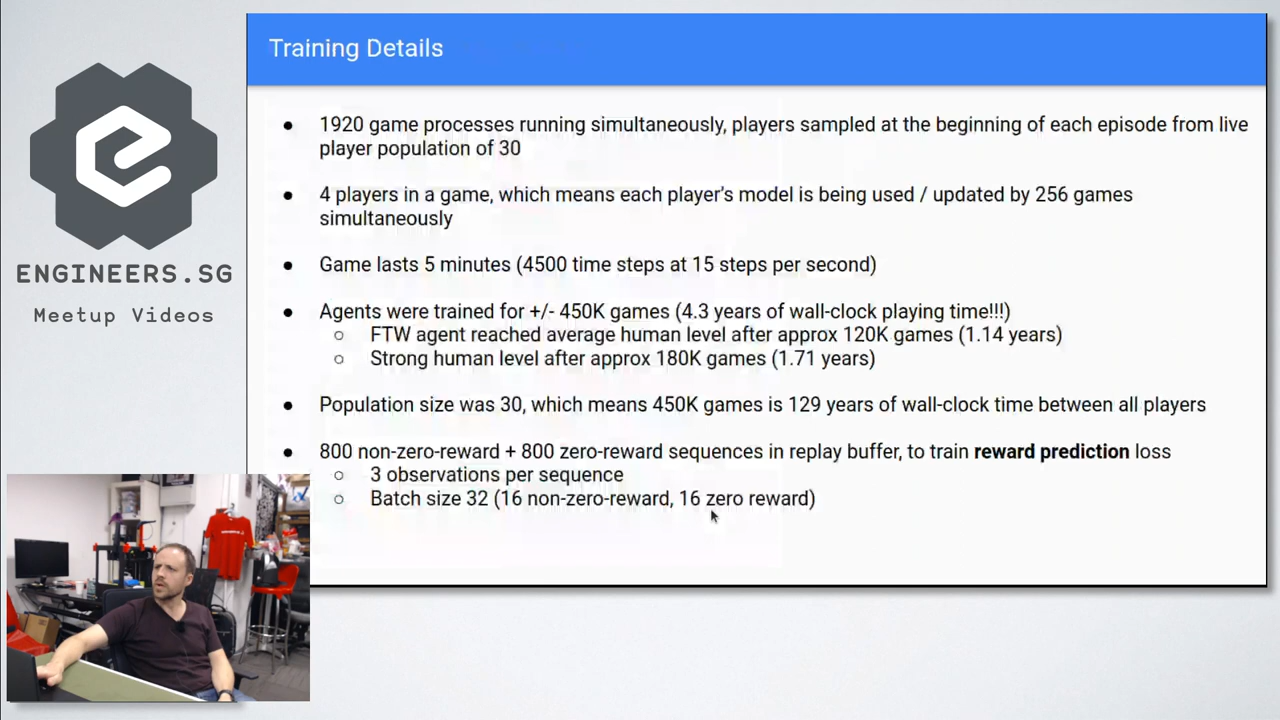 Training Details
● 1920 game processes running simultaneously, players sampled at the beginning of each episode from live
player population of 30
● 4 players in a game, which means each player's model is being used / updated by 256 games
simultaneously
● Game lasts 5 minutes (4500 time steps at 15 steps per second)
● Agents were trained for +/- 450K games (4.3 years of wall-clock playing time!!!)
○ FTW agent reached average human level after approx 120K games (1.14 years)
○ Strong human level after approx 180K games (1.71 years)
● Population size was 30, which means 450K games is 129 years of wall-clock time between all players
● 800 non-zero-reward + 800 zero-reward sequences in replay buffer, to train reward prediction loss
○ 3 observations per sequence
○ Batch size 32 (16 non-zero-reward, 16 zero reward)
ENGINEERS.SG
Meetup Videos